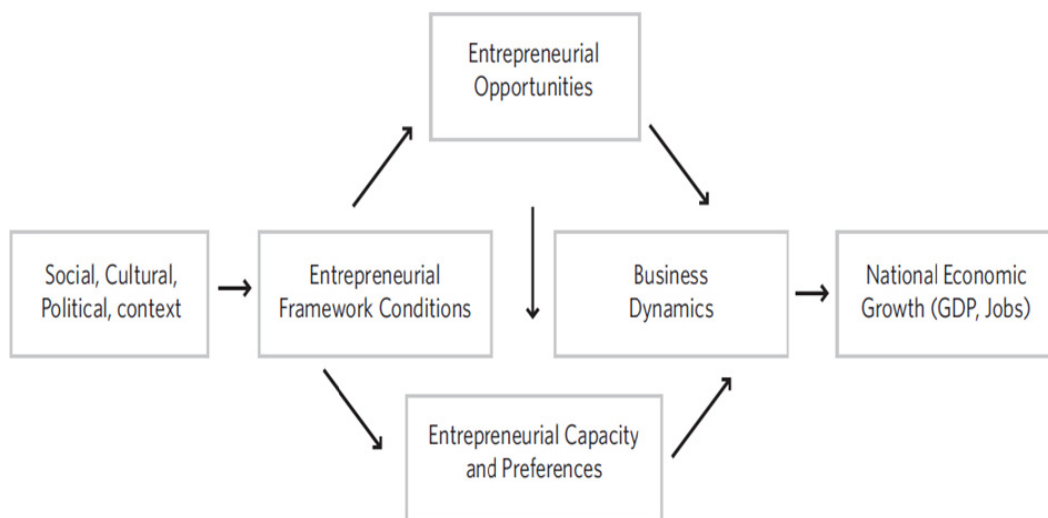 Entrepreneurial
Opportunities
Social, Cultural,
Political, context
Entrepreneurial
Framework Conditions
Business
Dynamics
National Economic
Growth (GDP, Jobs)
Entrepreneurial Capacity
and Preferences